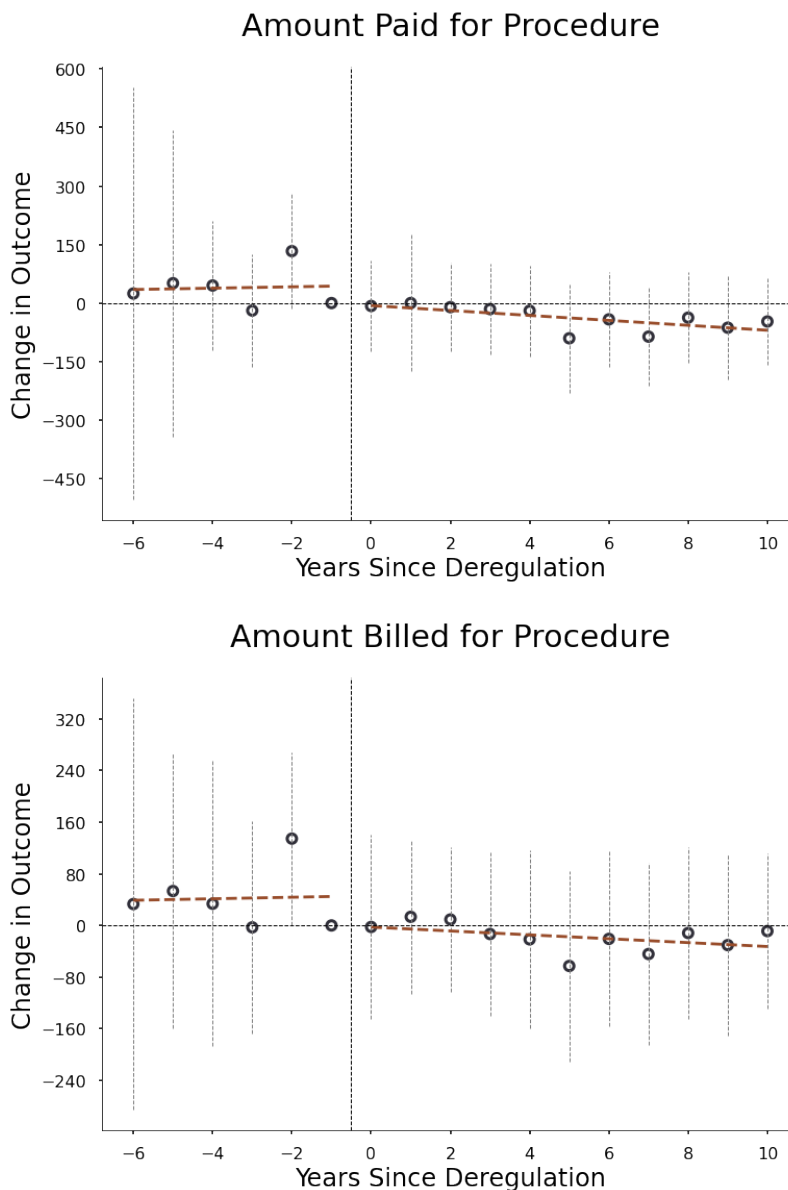 Amount Paid for Procedure
600
450
300
150
0
−150
−300
−450
Change in Outcome
−6 −4 −2 0 2 4 6 8 10
Years Since Deregulation
Amount Billed for Procedure
320
240
160
80
0
−80
−160
−240
Change in Outcome
−6 −4 −2 0 2 4 6 8 10
Years Since Deregulation